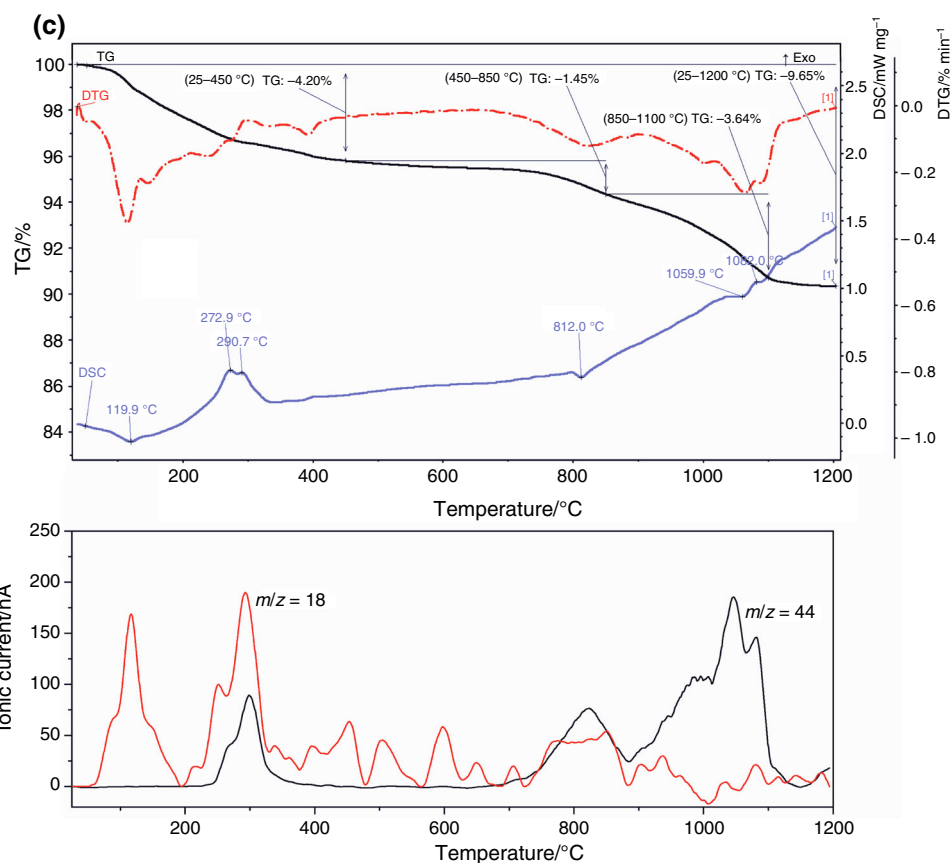 (c)
TG
Exo
(25–450 °C) TG: –4.20%
(450–850 °C) TG: –1.45%
(25–1200 °C) TG: –9.65%
DTG
[1]
(850–1100 °C) TG: –3.64%
[1]
1082.0 °C
1059.9 °C
[1]
272.9 °C
290.7 °C
812.0 °C
DSC
119.9 °C
TG/%
100
98
96
94
92
90
88
86
84
DSC/mW mg⁻¹
2.5
2.0
1.5
1.0
0.5
0.0
DTG/% min⁻¹
0.0
– 0.2
– 0.4
– 0.6
– 0.8
– 1.0
200 400 600 800 1000 1200
Temperature/°C
Ionic current/nA
250
200
150
100
50
0
m/z = 18
m/z = 44
200 400 600 800 1000 1200
Temperature/°C